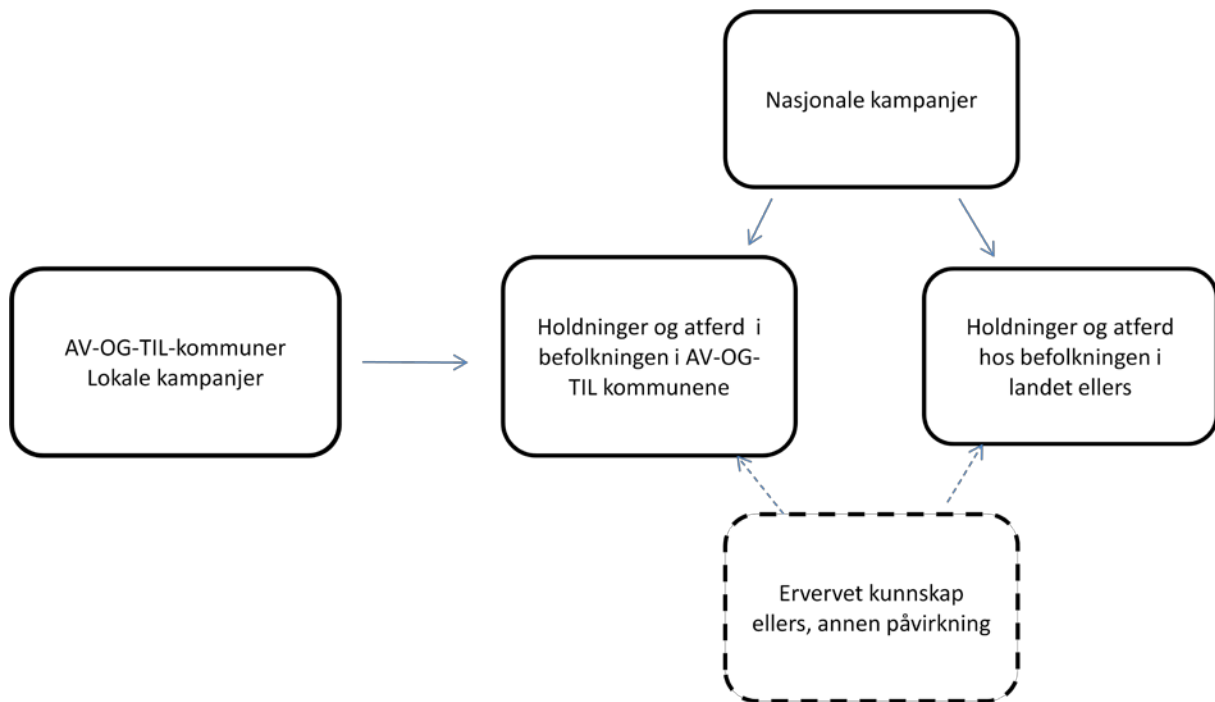 Nasjonale kampanjer
AV-OG-TIL-kommuner
Lokale kampanjer
Holdninger og atferd i
befolkningen i AV-OG-
TIL kommunene
Holdninger og atferd
hos befolkningen i
landet ellers
Ervervet kunnskap
ellers, annen påvirkning